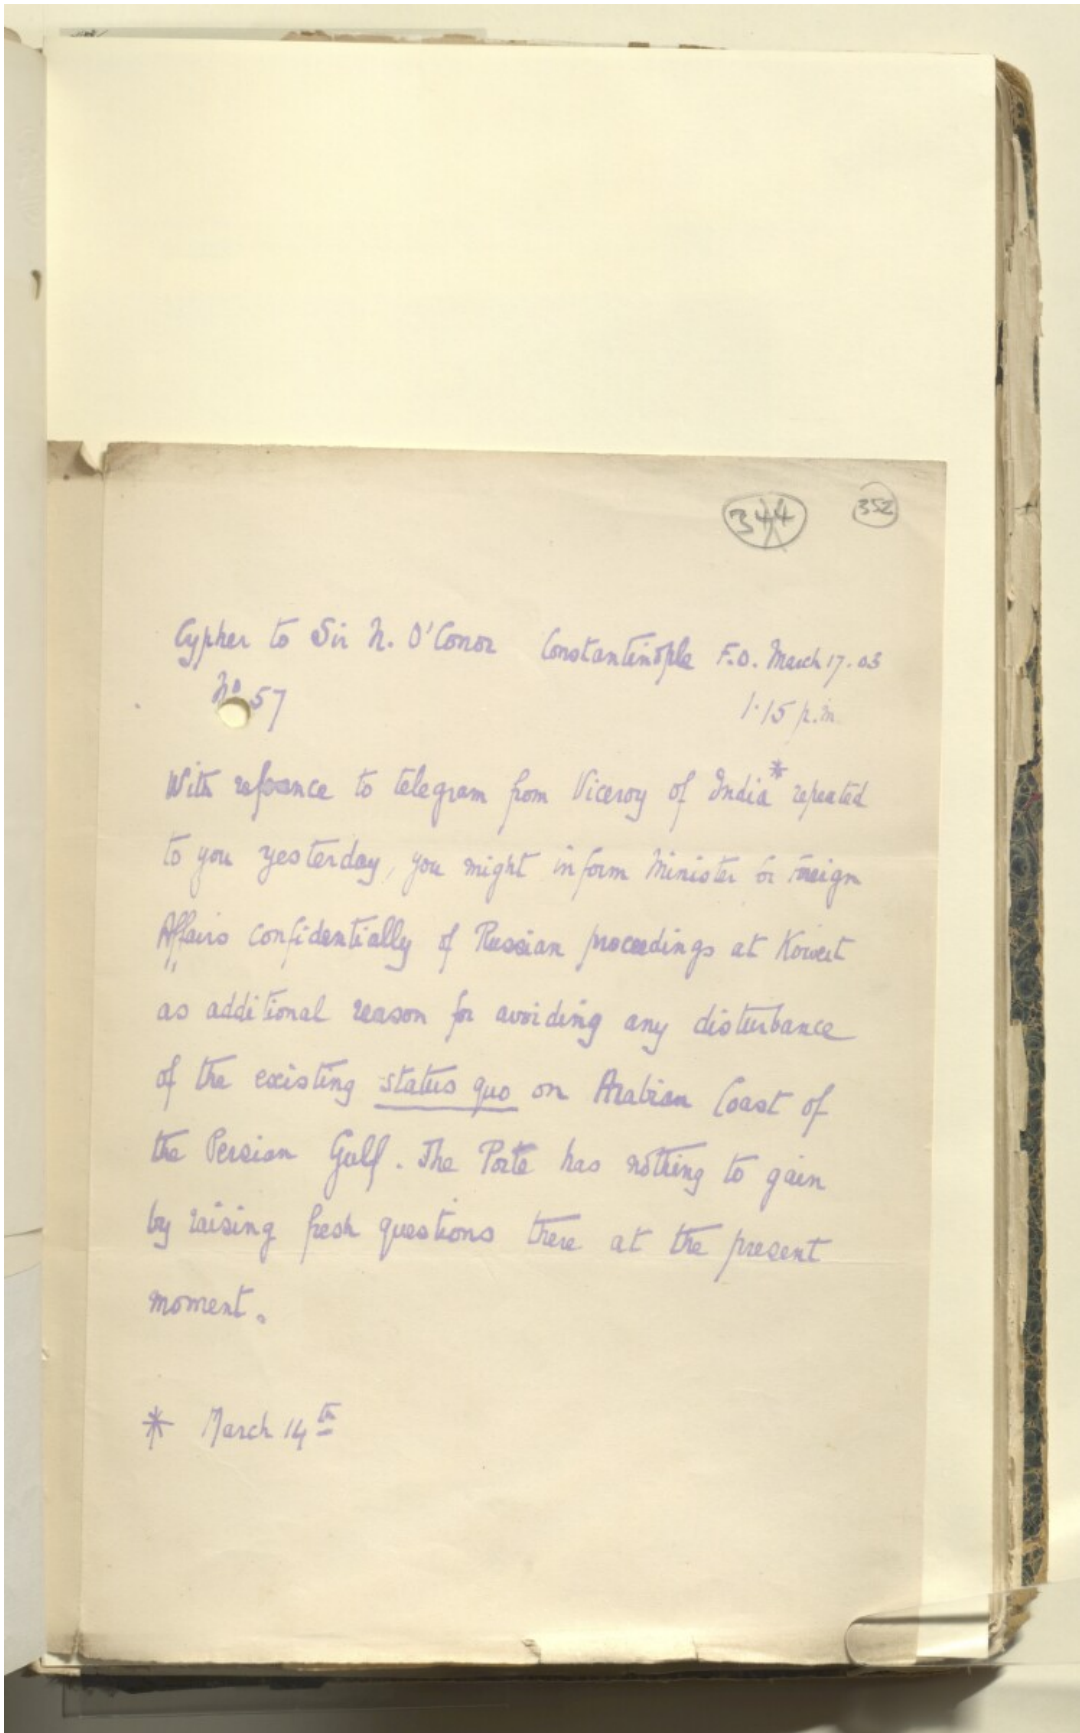 344
352
Cypher to Sir N. O'Conor Constantinople F.O. March 17. 03
No 57
1.15 p.m.
With reference to telegram from Viceroy of India* repeated
to you yesterday, you might inform Minister for Foreign
Affairs confidentially of Russian proceedings at Koweit
as additional reason for avoiding any disturbance
of the existing status quo on Arabian Coast of
the Persian Gulf. The Porte has nothing to gain
by raising fresh questions there at the present
moment.
* March 14th